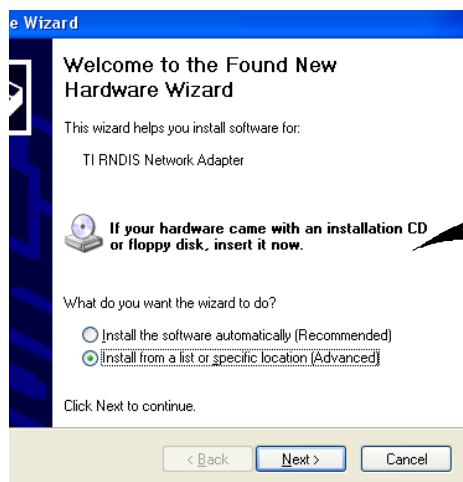 e Wizard
Welcome to the Found New
Hardware Wizard
This wizard helps you install software for:
TI RNDIS Network Adapter
If your hardware came with an installation CD
or floppy disk, insert it now.
What do you want the wizard to do?
Install the software automatically (Recommended)
Install from a list or specific location (Advanced)
Click Next to continue.
< Back Next > Cancel